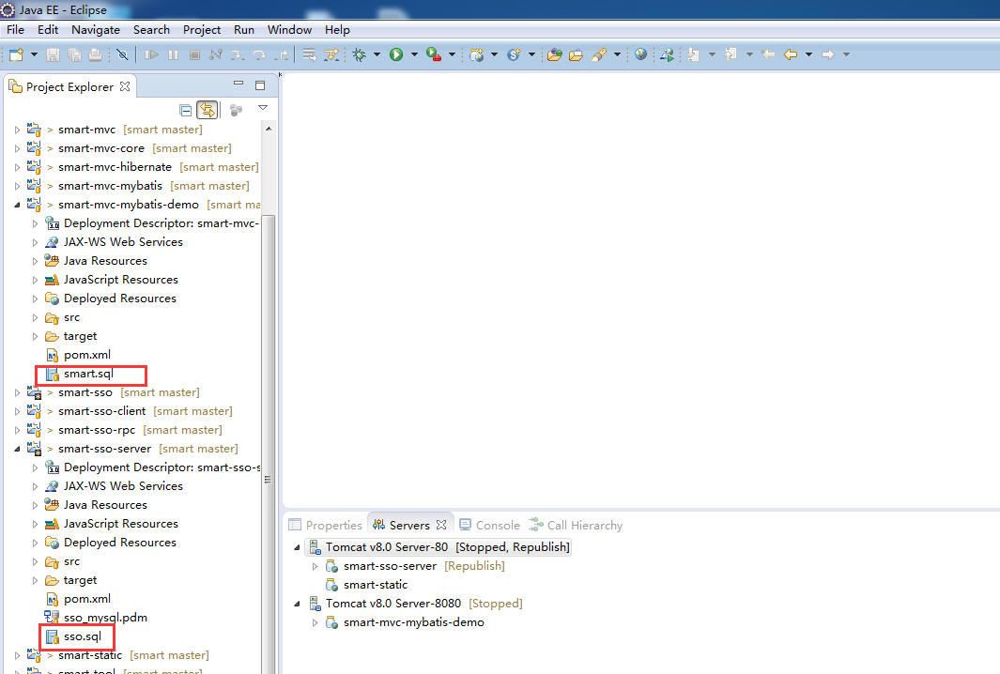 Java EE - Eclipse
File Edit Navigate Search Project Run Window Help
Project Explorer
> smart-mvc [smart master]
> smart-mvc-core [smart master]
> smart-mvc-hibernate [smart master]
> smart-mvc-mybatis [smart master]
> smart-mvc-mybatis-demo [smart ma
Deployment Descriptor: smart-mvc-
JAX-WS Web Services
Java Resources
JavaScript Resources
Deployed Resources
src
target
pom.xml
smart.sql
> smart-sso [smart master]
> smart-sso-client [smart master]
> smart-sso-rpc [smart master]
> smart-sso-server [smart master]
Deployment Descriptor: smart-sso-s
JAX-WS Web Services
Java Resources
JavaScript Resources
Deployed Resources
src
target
pom.xml
sso_mysql.pdm
sso.sql
> smart-static [smart master]
> smart-tool [smart master]
Properties Servers Console Call Hierarchy
Tomcat v8.0 Server-80 [Stopped, Republish]
smart-sso-server [Republish]
smart-static
Tomcat v8.0 Server-8080 [Stopped]
smart-mvc-mybatis-demo